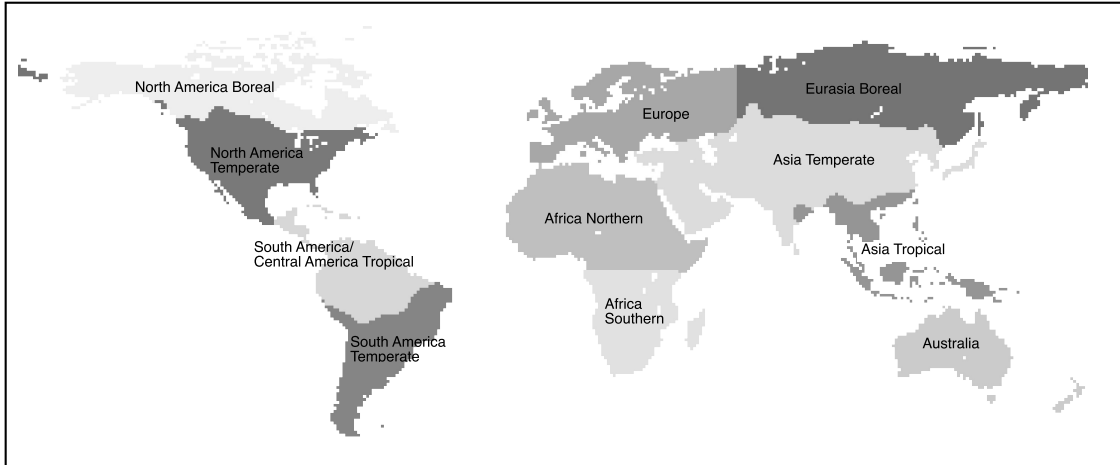 North America Boreal
Eurasia Boreal
Europe
North America
Temperate
Asia Temperate
Africa Northern
South America/
Central America Tropical
Asia Tropical
Africa
Southern
South America
Temperate
Australia